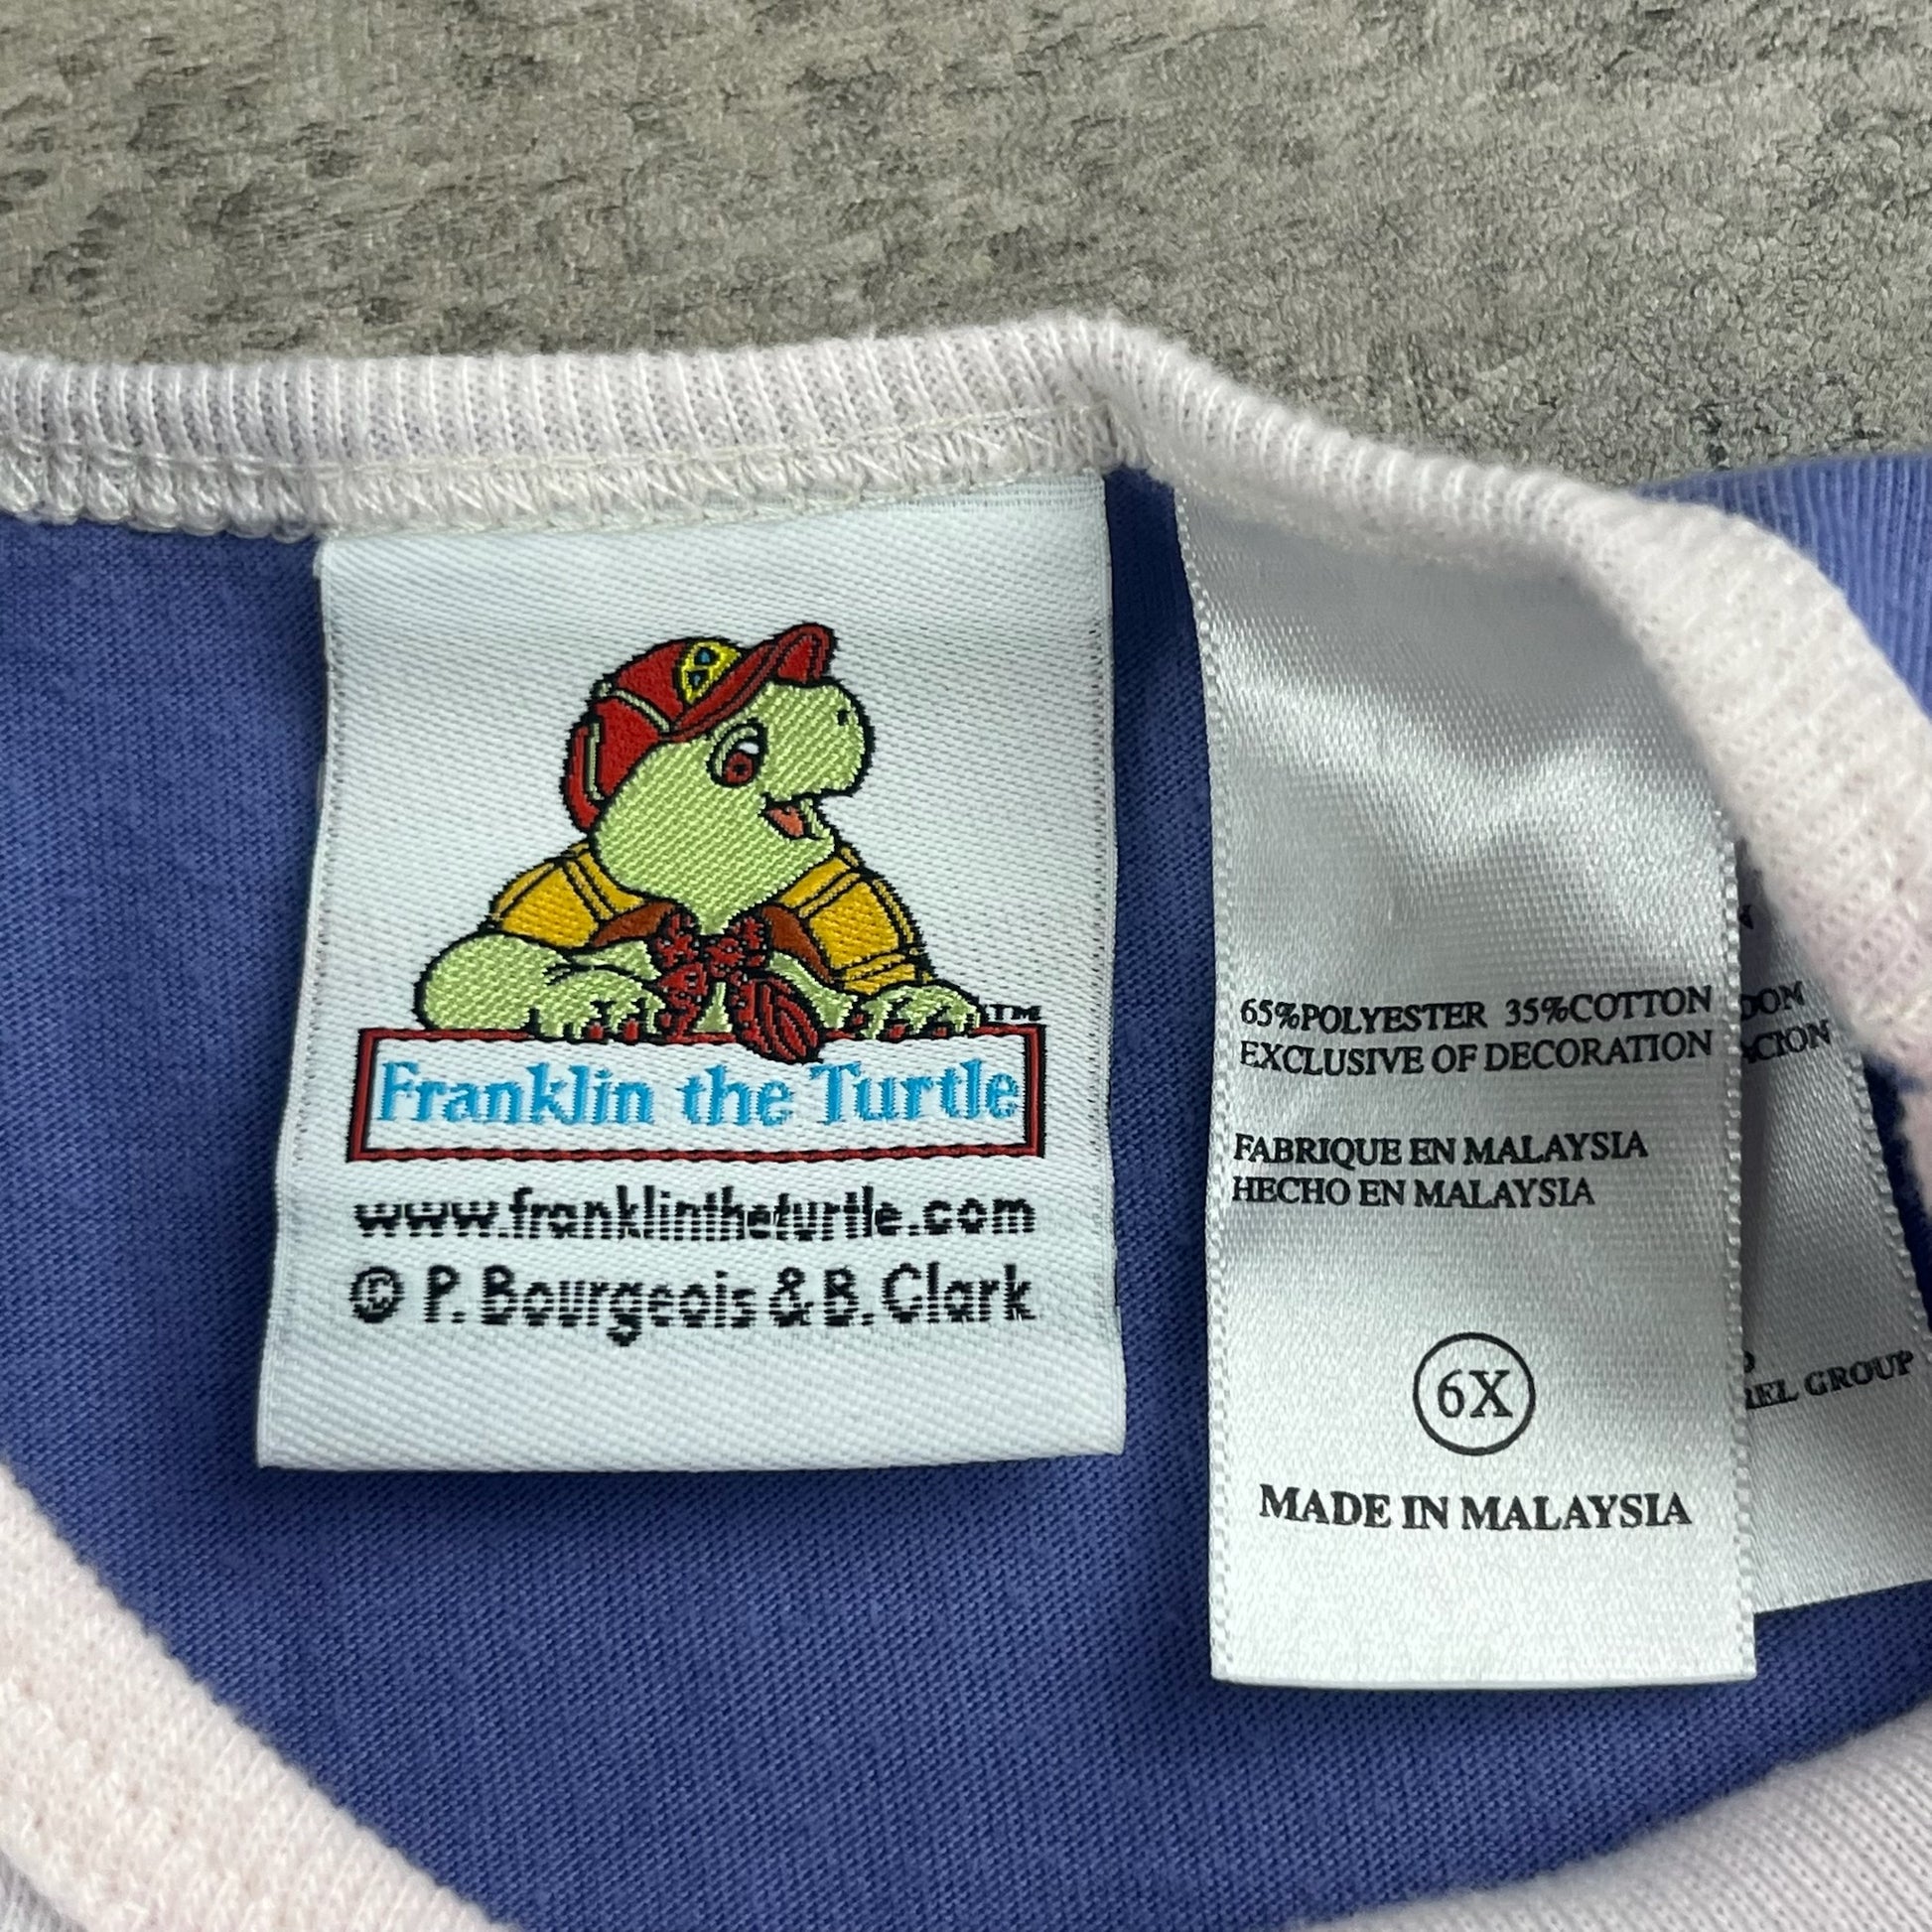 TM
Franklin the Turtle
www.franklintheturtle.com
© P. Bourgeois & B. Clark
65%POLYESTER 35%COTTON
EXCLUSIVE OF DECORATION
FABRIQUE EN MALAYSIA
HECHO EN MALAYSIA
6X
MADE IN MALAYSIA
GROUP